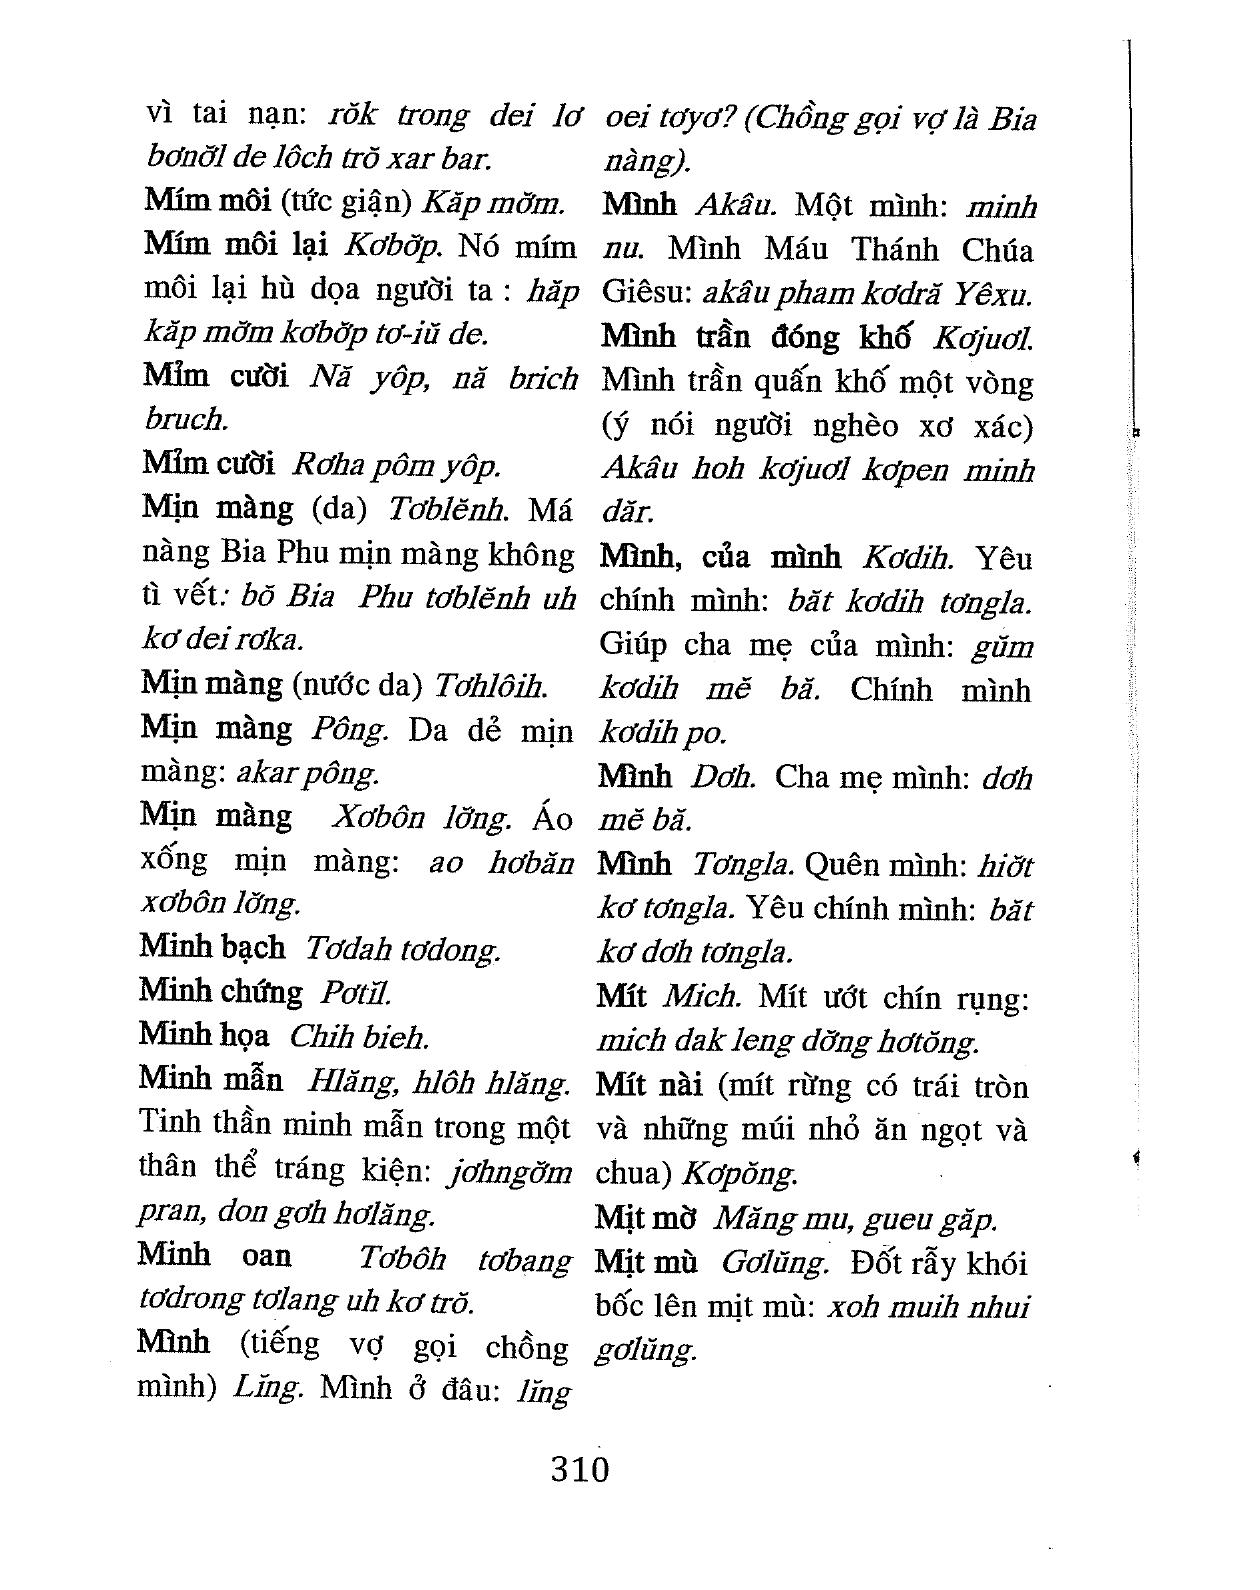 vì tai nạn: rŏk trong dei lơ
bơnơ̆l de lôch trŏ xar bar.
Mím môi (tức giận) Kăp mơ̆m.
Mím môi lại Kơbơ̆p. Nó mím
môi lại hù dọa người ta : hăp
kăp mơ̆m kơbơ̆p tơ-iŭ de.
Mỉm cười Nă yôp, nă brich
bruch.
Mỉm cười Rơha pôm yôp.
Mịn màng (da) Tơblĕnh. Má
nàng Bia Phu mịn màng không
tì vết: bŏ Bia Phu tơblĕnh uh
kơ dei rơka.
Mịn màng (nước da) Tơhlôih.
Mịn màng Pông. Da dẻ mịn
màng: akar pông.
Mịn màng Xơbôn lơ̆ng. Áo
xống mịn màng: ao hơbăn
xơbôn lơ̆ng.
Minh bạch Tơdah tơdong.
Minh chứng Pơtĭl.
Minh họa Chih bieh.
Minh mẫn Hlăng, hlôh hlăng.
Tinh thần minh mẫn trong một
thân thể tráng kiện: jơhngơ̆m
pran, don gơh hơlăng.
Minh oan Tơbôh tơbang
tơdrong tơlang uh kơ trŏ.
Mình (tiếng vợ gọi chồng
mình) Lĭng. Mình ở đâu: lĭng
oei tơyơ? (Chồng gọi vợ là Bia
nàng).
Mình Akâu. Một mình: minh
nu. Mình Máu Thánh Chúa
Giêsu: akâu pham kơdră Yêxu.
Mình trần đóng khố Kơjuơl.
Mình trần quấn khố một vòng
(ý nói người nghèo xơ xác)
Akâu hoh kơjuơl kơpen minh
dăr.
Mình, của mình Kơdih. Yêu
chính mình: băt kơdih tơngla.
Giúp cha mẹ của mình: gŭm
kơdih mĕ bă. Chính mình
kơdih po.
Mình Dơh. Cha mẹ mình: dơh
mĕ bă.
Mình Tơngla. Quên mình: hiơ̆t
kơ tơngla. Yêu chính mình: băt
kơ dơh tơngla.
Mít Mich. Mít ướt chín rụng:
mich dak leng dơ̆ng hơtŏng.
Mít nài (mít rừng có trái tròn
và những múi nhỏ ăn ngọt và
chua) Kơpŏng.
Mịt mờ Măng mu, gueu găp.
Mịt mù Gơlŭng. Đốt rẫy khói
bốc lên mịt mù: xoh muih nhui
gơlŭng.
310